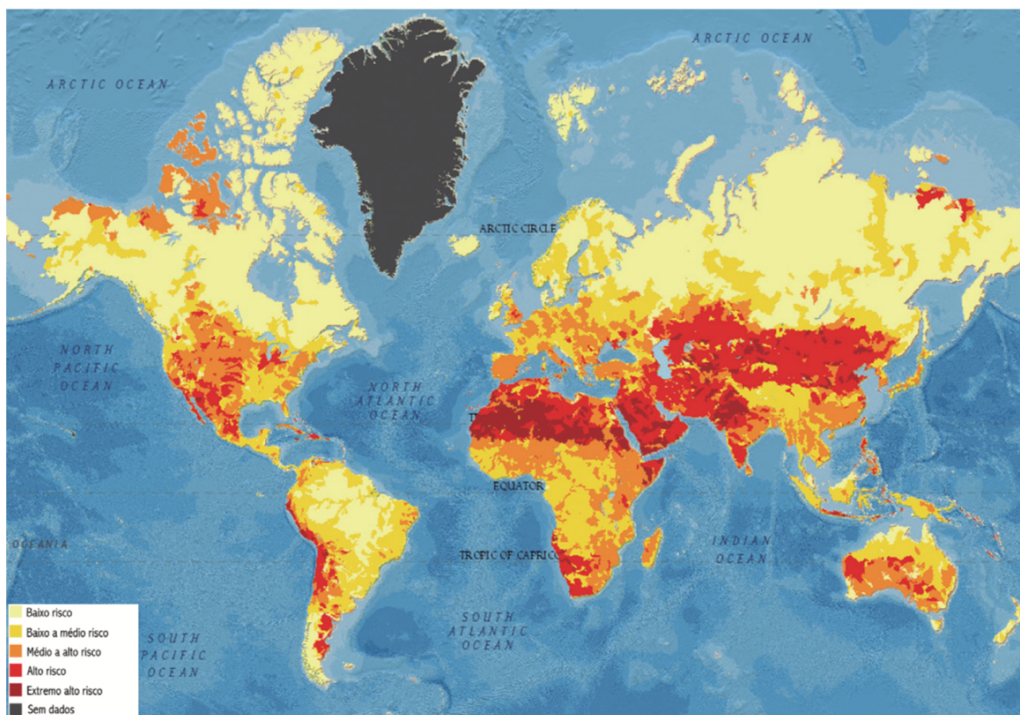 ARCTIC OCEAN
ARCTIC OCEAN
ARCTIC CIRCLE
NORTH
PACIFIC
OCEAN
NORTH
ATLANTIC
OCEAN
T
EQUATOR
OCEANIA
TROPIC OF CAPRICO
INDIAN
OCEAN
SOUTH
ATLANTIC
OCEAN
SOUTH
PACIFIC
OCEAN
Baixo risco
Baixo a médio risco
Médio a alto risco
Alto risco
Extremo alto risco
Sem dados